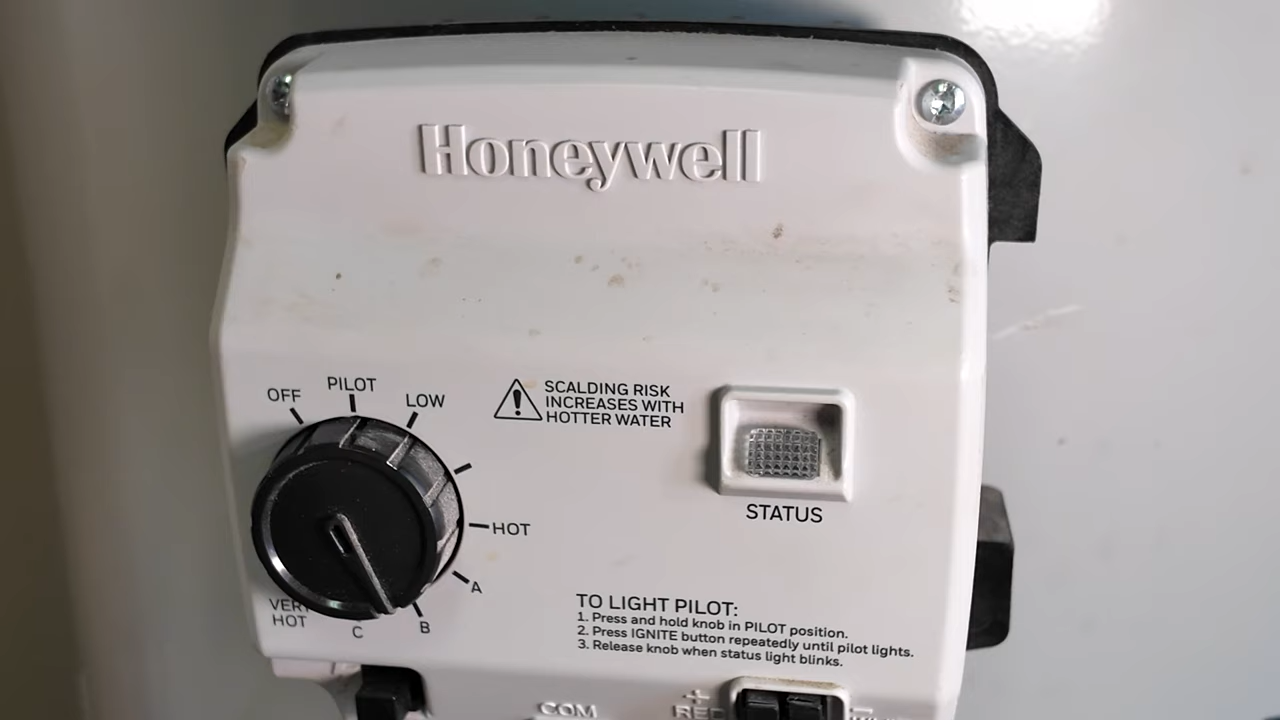 Honeywell
OFF
PILOT
LOW
HOT
A
B
C
VERY
HOT
SCALDING RISK
INCREASES WITH
HOTTER WATER
STATUS
TO LIGHT PILOT:
1. Press and hold knob in PILOT position.
2. Press IGNITE button repeatedly until pilot lights.
3. Release knob when status light blinks.
COM
+
RED